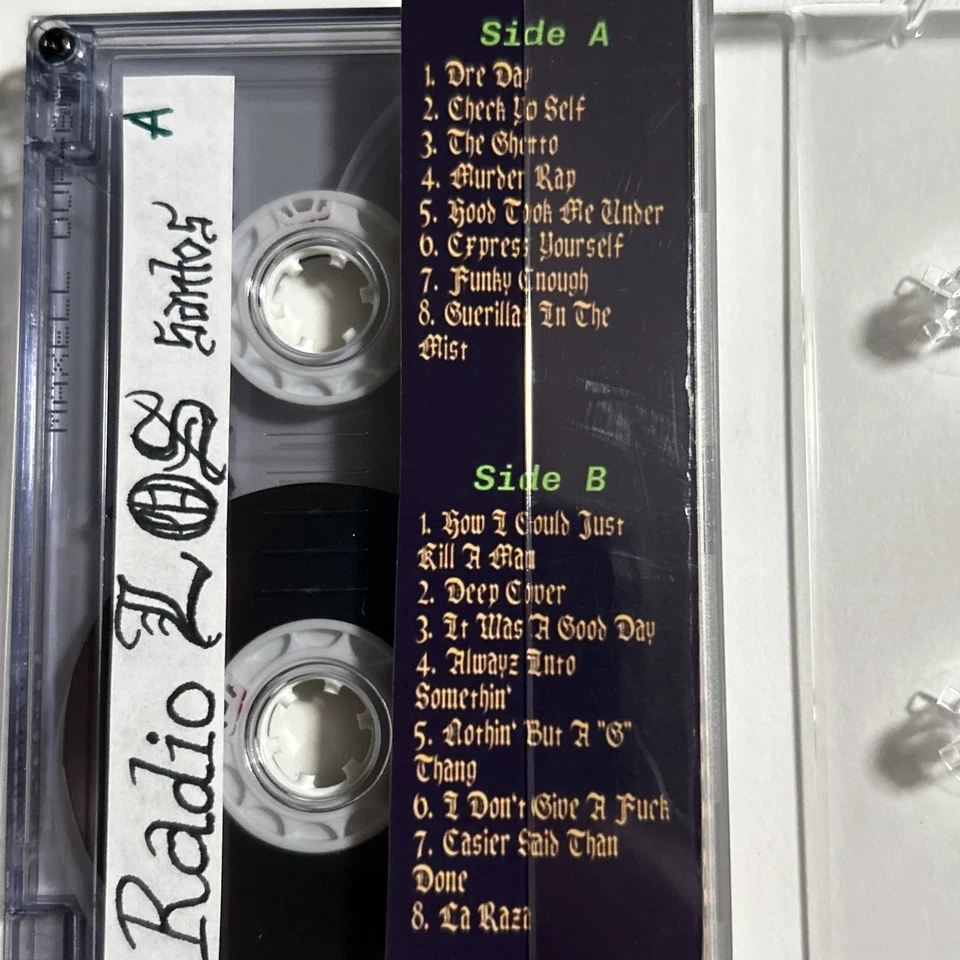 A
Radio LOS Santos
MAXELL
Side A
1. Dre Day
2. Check Yo Self
3. The Ghetto
4. Murder Rap
5. Hood Took Me Under
6. Express Yourself
7. Funky Enough
8. Guerillas In The
Mist
Side B
1. How I Could Just
Kill A Man
2. Deep Cover
3. It Was A Good Day
4. Alwayz Into
Somethin'
5. Nothin' But A "G"
Thang
6. I Don't Give A Fuck
7. Easier Said Than
Done
8. La Raza